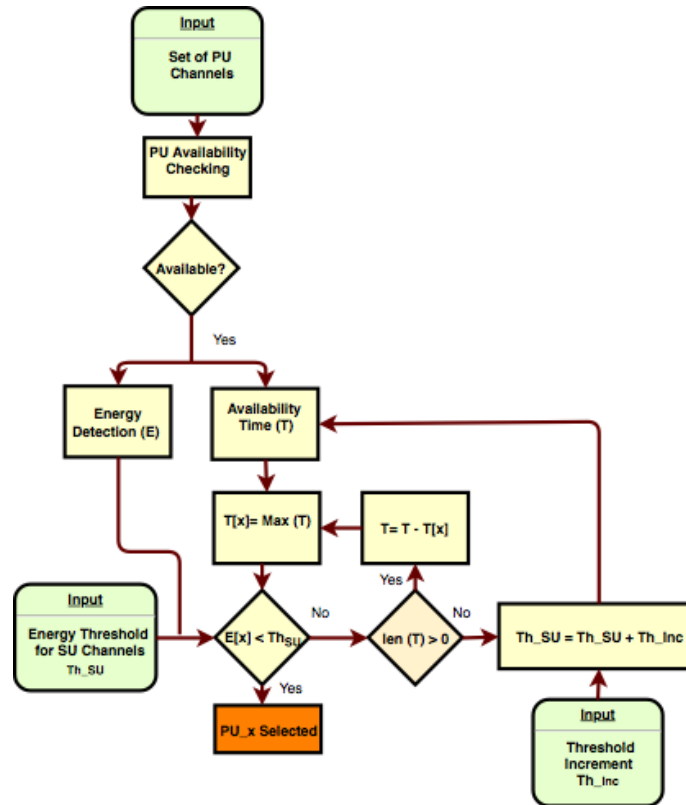 Input
Set of PU
Channels
PU Availability
Checking
Available?
Yes
Energy
Detection (E)
Availability
Time (T)
T[x]= Max (T)
T= T - T[x]
Input
Energy Threshold
for SU Channels
Th_SU
E[x] < ThSU
No
Yes
len (T) > 0
No
Th_SU = Th_SU + Th_Inc
Yes
PU_x Selected
Input
Threshold
Increment
Th_Inc